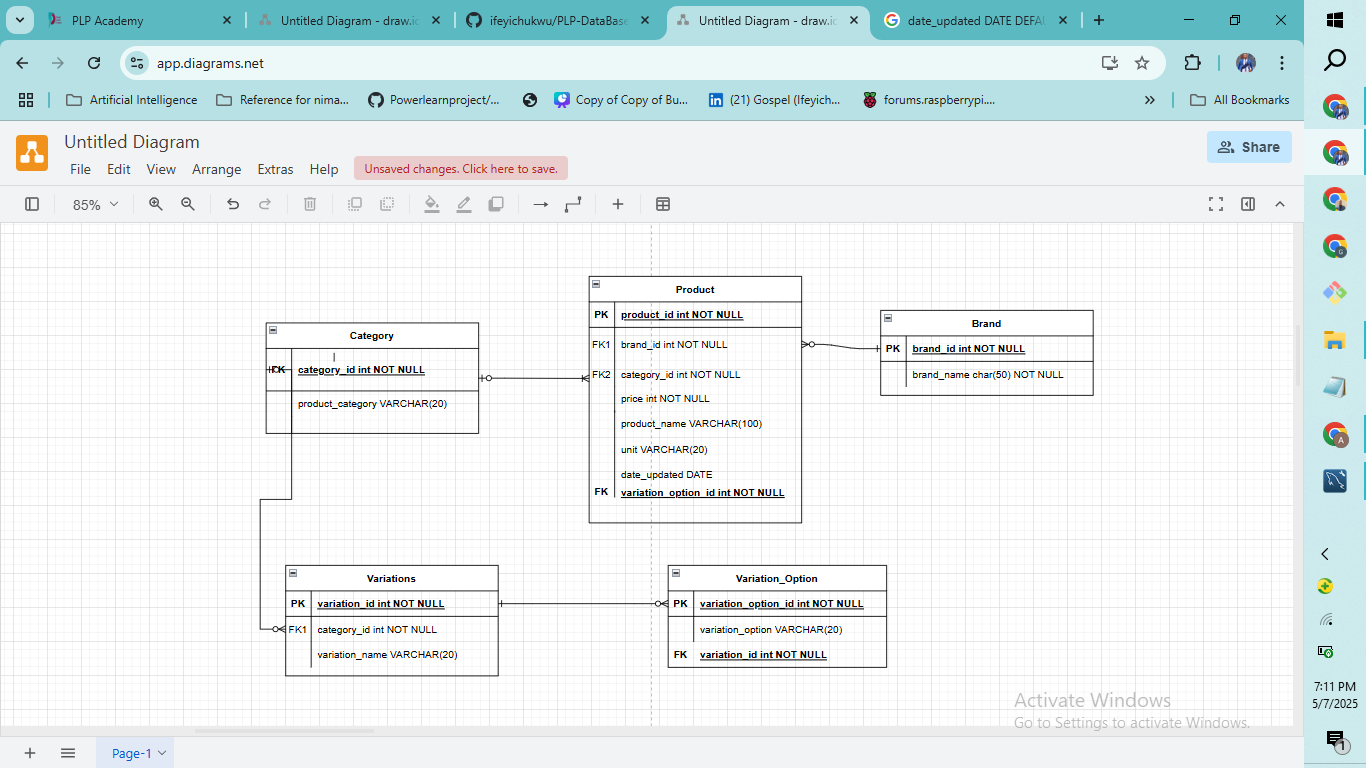 PLP Academy
Untitled Diagram - draw.io
ifeyichukwu/PLP-DataBase
Untitled Diagram - draw.io
date_updated DATE DEFA
app.diagrams.net
Artificial Intelligence
Reference for nima...
Powerlearnproject/...
Copy of Copy of Bu...
(21) Gospel (Ifeyich...
forums.raspberrypi....
»
All Bookmarks
Untitled Diagram
File Edit View Arrange Extras Help
Unsaved changes. Click here to save.
Share
85%
Product
PK product_id int NOT NULL
FK1 brand_id int NOT NULL
FK2 category_id int NOT NULL
price int NOT NULL
product_name VARCHAR(100)
unit VARCHAR(20)
date_updated DATE
FK variation_option_id int NOT NULL
Brand
PK brand_id int NOT NULL
brand_name char(50) NOT NULL
Category
PK category_id int NOT NULL
product_category VARCHAR(20)
Variations
PK variation_id int NOT NULL
FK1 category_id int NOT NULL
variation_name VARCHAR(20)
Variation_Option
PK variation_option_id int NOT NULL
variation_option VARCHAR(20)
FK variation_id int NOT NULL
Activate Windows
Go to Settings to activate Windows.
Page-1
7:11 PM
5/7/2025
1